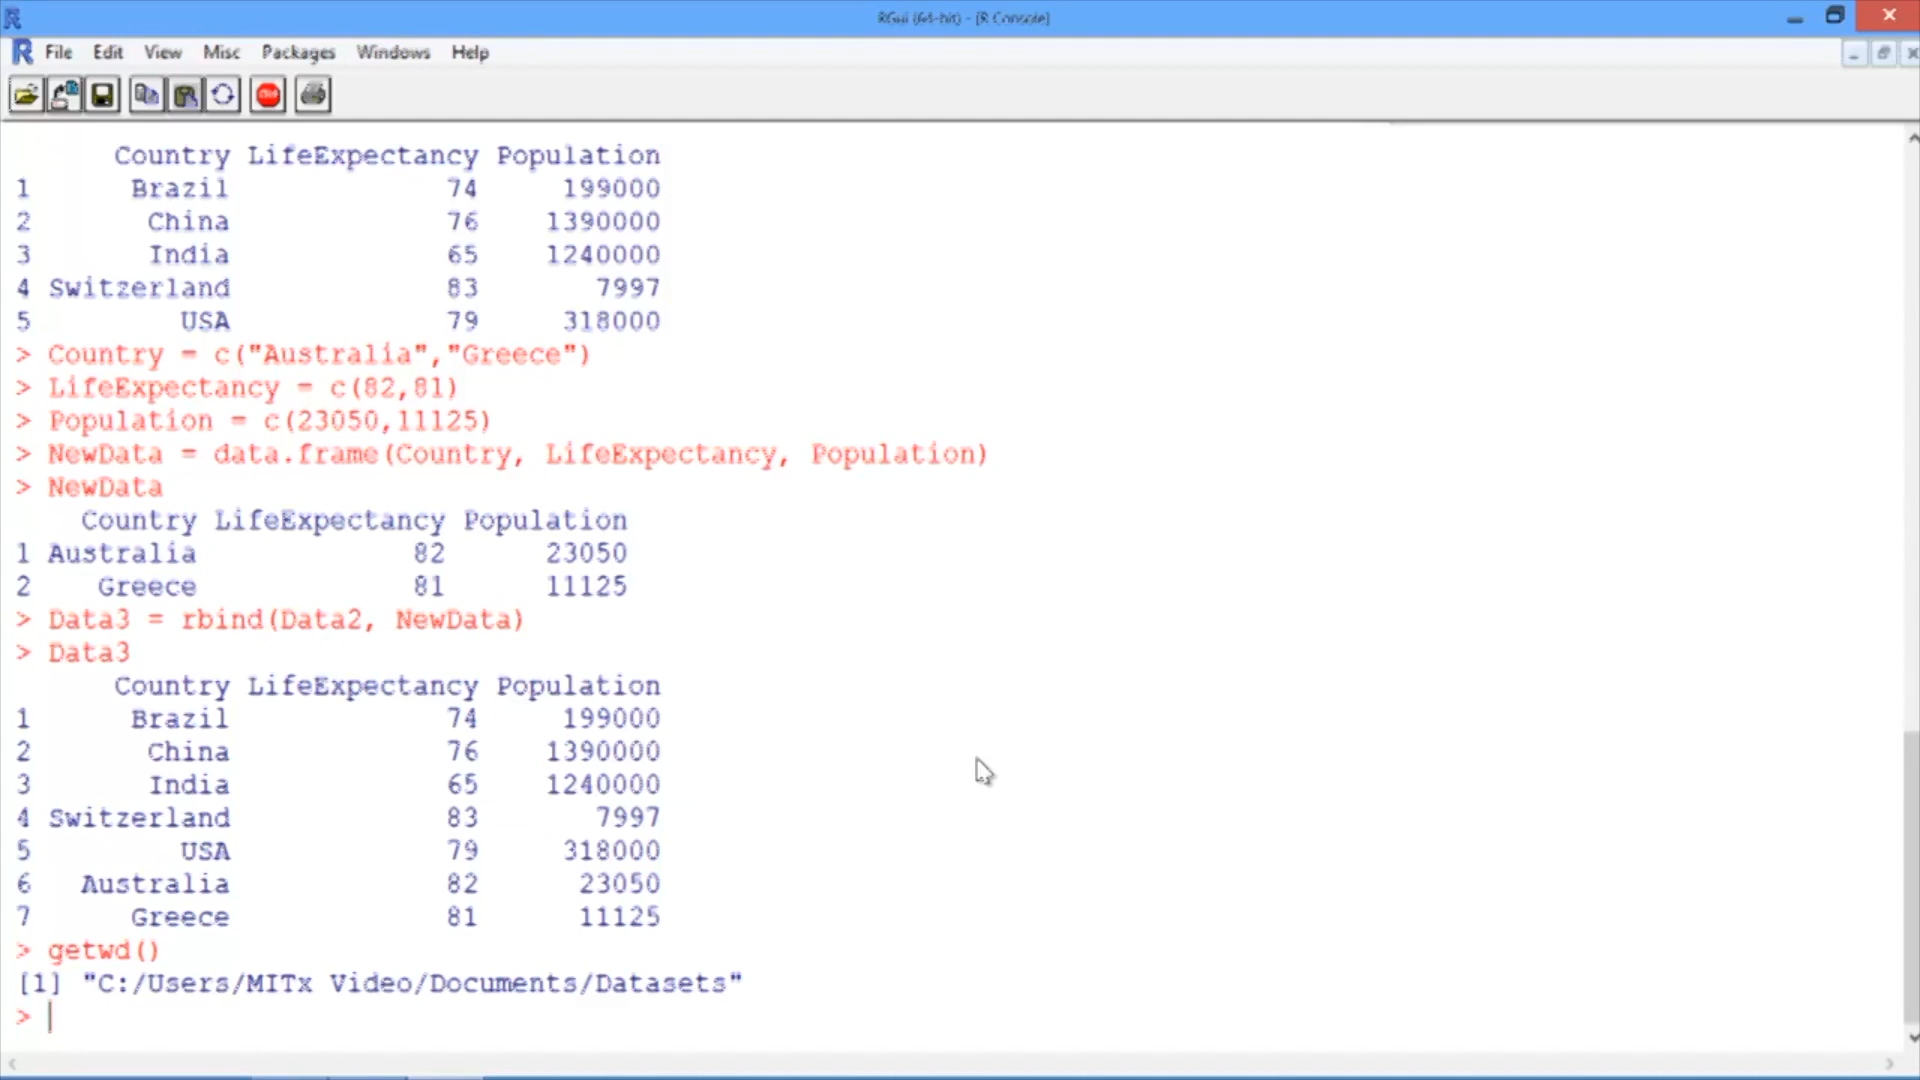 RGui (64-bit) - [R Console]
File Edit View Misc Packages Windows Help
Country LifeExpectancy Population
1 Brazil 74 199000
2 China 76 1390000
3 India 65 1240000
4 Switzerland 83 7997
5 USA 79 318000
> Country = c("Australia","Greece")
> LifeExpectancy = c(82,81)
> Population = c(23050,11125)
> NewData = data.frame(Country, LifeExpectancy, Population)
> NewData
Country LifeExpectancy Population
1 Australia 82 23050
2 Greece 81 11125
> Data3 = rbind(Data2, NewData)
> Data3
Country LifeExpectancy Population
1 Brazil 74 199000
2 China 76 1390000
3 India 65 1240000
4 Switzerland 83 7997
5 USA 79 318000
6 Australia 82 23050
7 Greece 81 11125
> getwd()
[1] "C:/Users/MITx Video/Documents/Datasets"
>